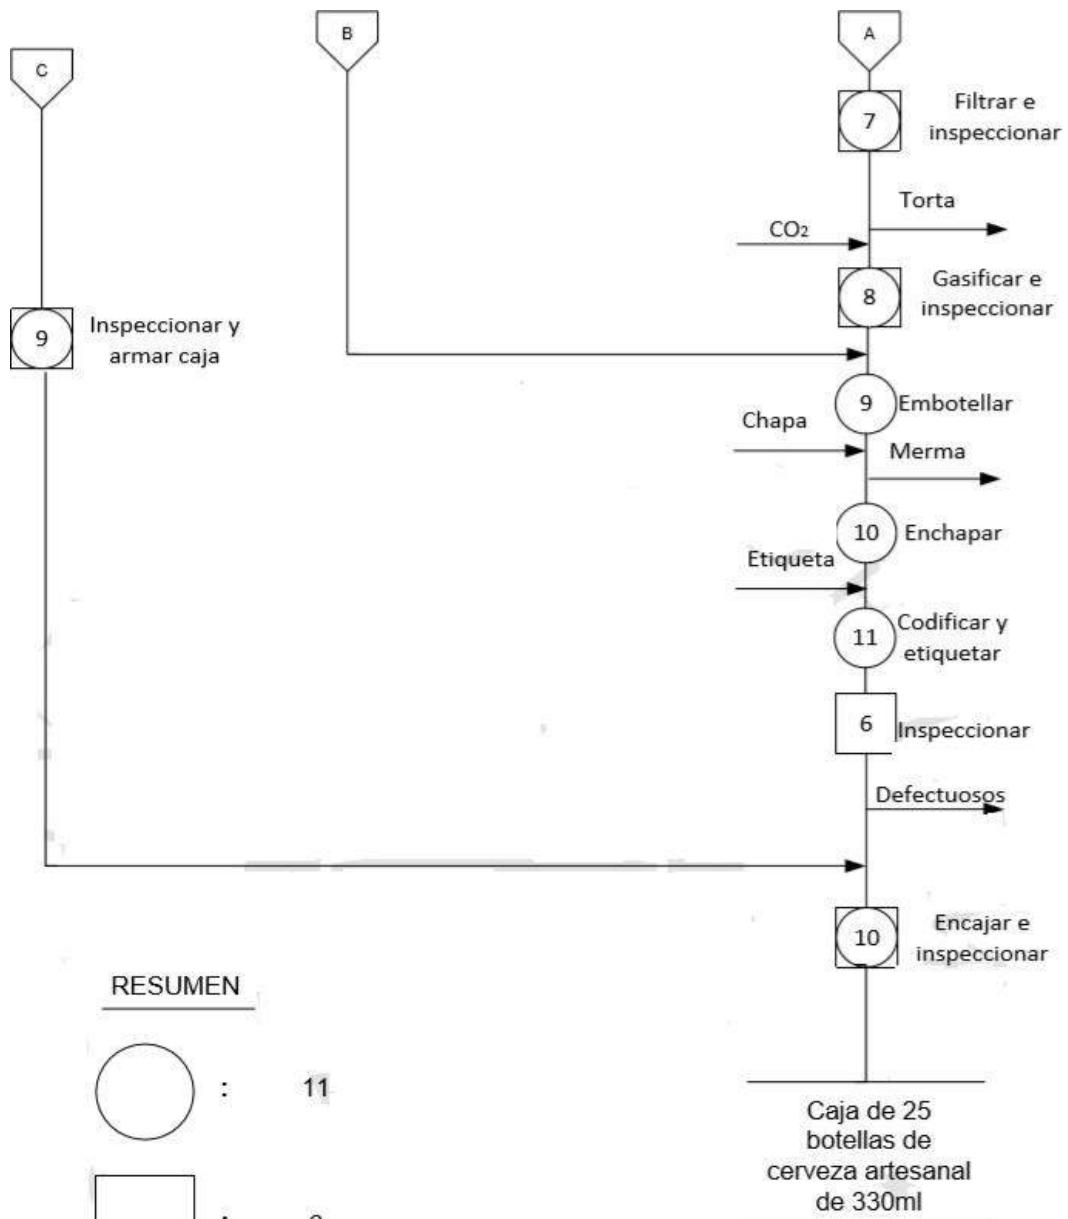 C
B
A
7
Filtrar e
inspeccionar
Torta
CO2
8
Gasificar e
inspeccionar
9
Inspeccionar y
armar caja
9
Embotellar
Chapa
Merma
10
Enchapar
Etiqueta
11
Codificar y
etiquetar
6
Inspeccionar
Defectuosos
10
Encajar e
inspeccionar
RESUMEN
: 11
:
Caja de 25
botellas de
cerveza artesanal
de 330ml